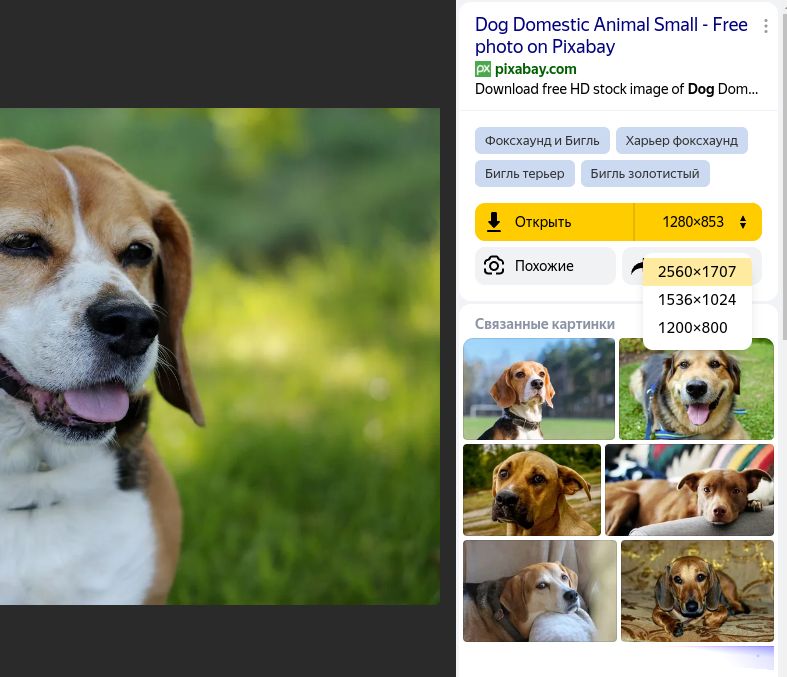 Dog Domestic Animal Small - Free
photo on Pixabay
px pixabay.com
Download free HD stock image of Dog Dom...
Фоксхаунд и Бигль
Харьер фоксхаунд
Бигль терьер
Бигль золотистый
Открыть
1280×853
Похожие
2560×1707
1536×1024
1200×800
Связанные картинки